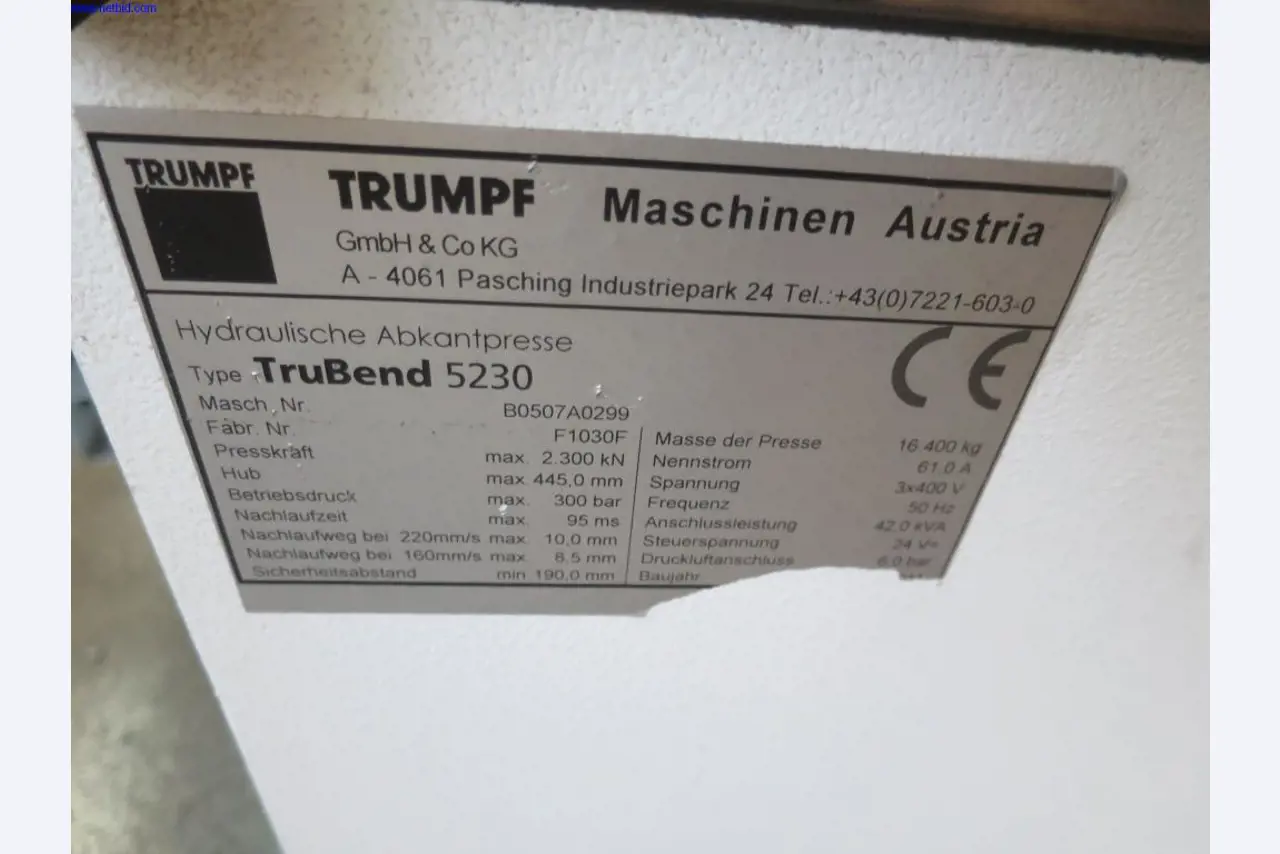 www.netbid.com
TRUMPF
TRUMPF Maschinen Austria
GmbH & Co KG
A - 4061 Pasching Industriepark 24 Tel.:+43(0)7221-603-0
Hydraulische Abkantpresse
Type TruBend 5230
CE
Masch. Nr. B0507A0299
Fabr. Nr. F1030F
Presskraft max. 2.300 kN
Hub max 445,0 mm
Betriebsdruck max. 300 bar
Nachlaufzeit max. 95 ms
Nachlaufweg bei 220mm/s max. 10,0 mm
Nachlaufweg bei 160mm/s max. 8.5 mm
Sicherheitsabstand min 190,0 mm
Masse der Presse 16 400 kg
Nennstrom 61.0 A
Spannung 3x400 V
Frequenz 50 Hz
Anschlussleistung 42.0 kVA
Steuerspannung 24 V=
Druckluftanschluss 6.0 bar
Baujahr